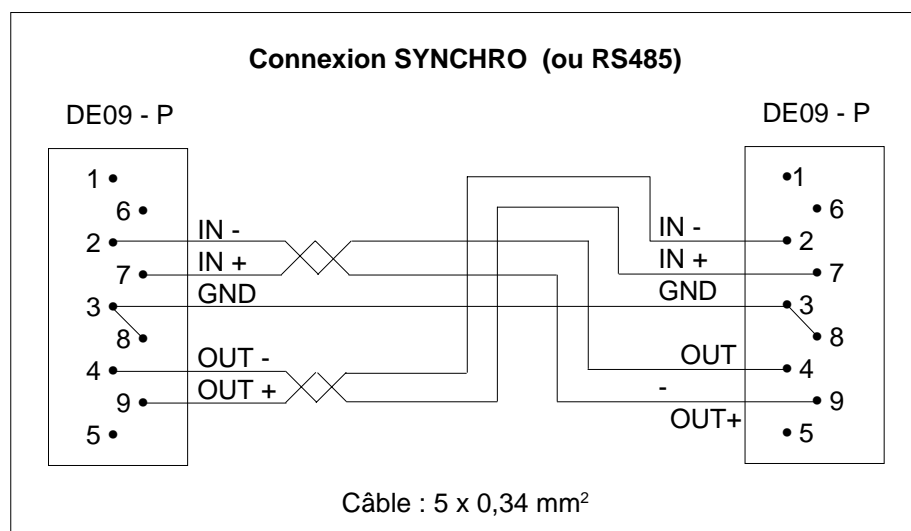 Connexion SYNCHRO (ou RS485)
DE09 - P
DE09 - P
1
6
2
7
3
8
4
9
5
IN -
IN +
GND
OUT -
OUT +
IN -
IN +
GND
OUT
-
OUT+
1
6
2
7
3
8
4
9
5
Câble : 5 x 0,34 mm²